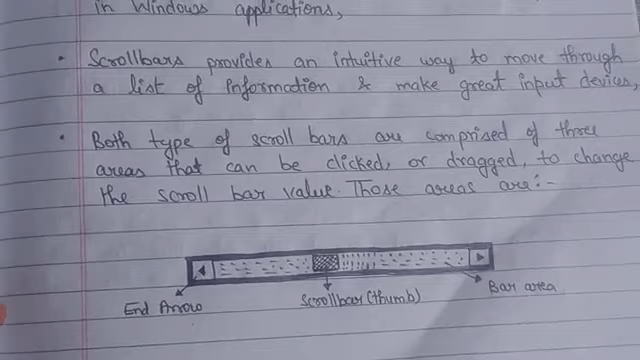 in Windows applications,
• Scrollbars provides an intuitive way to move through
a list of information & make great input devices,
• Both type of scroll bars are comprised of three
areas that can be clicked, or dragged, to change
the scroll bar value. Those areas are:-
End Arrow
Scrollbar(thumb)
Bar area